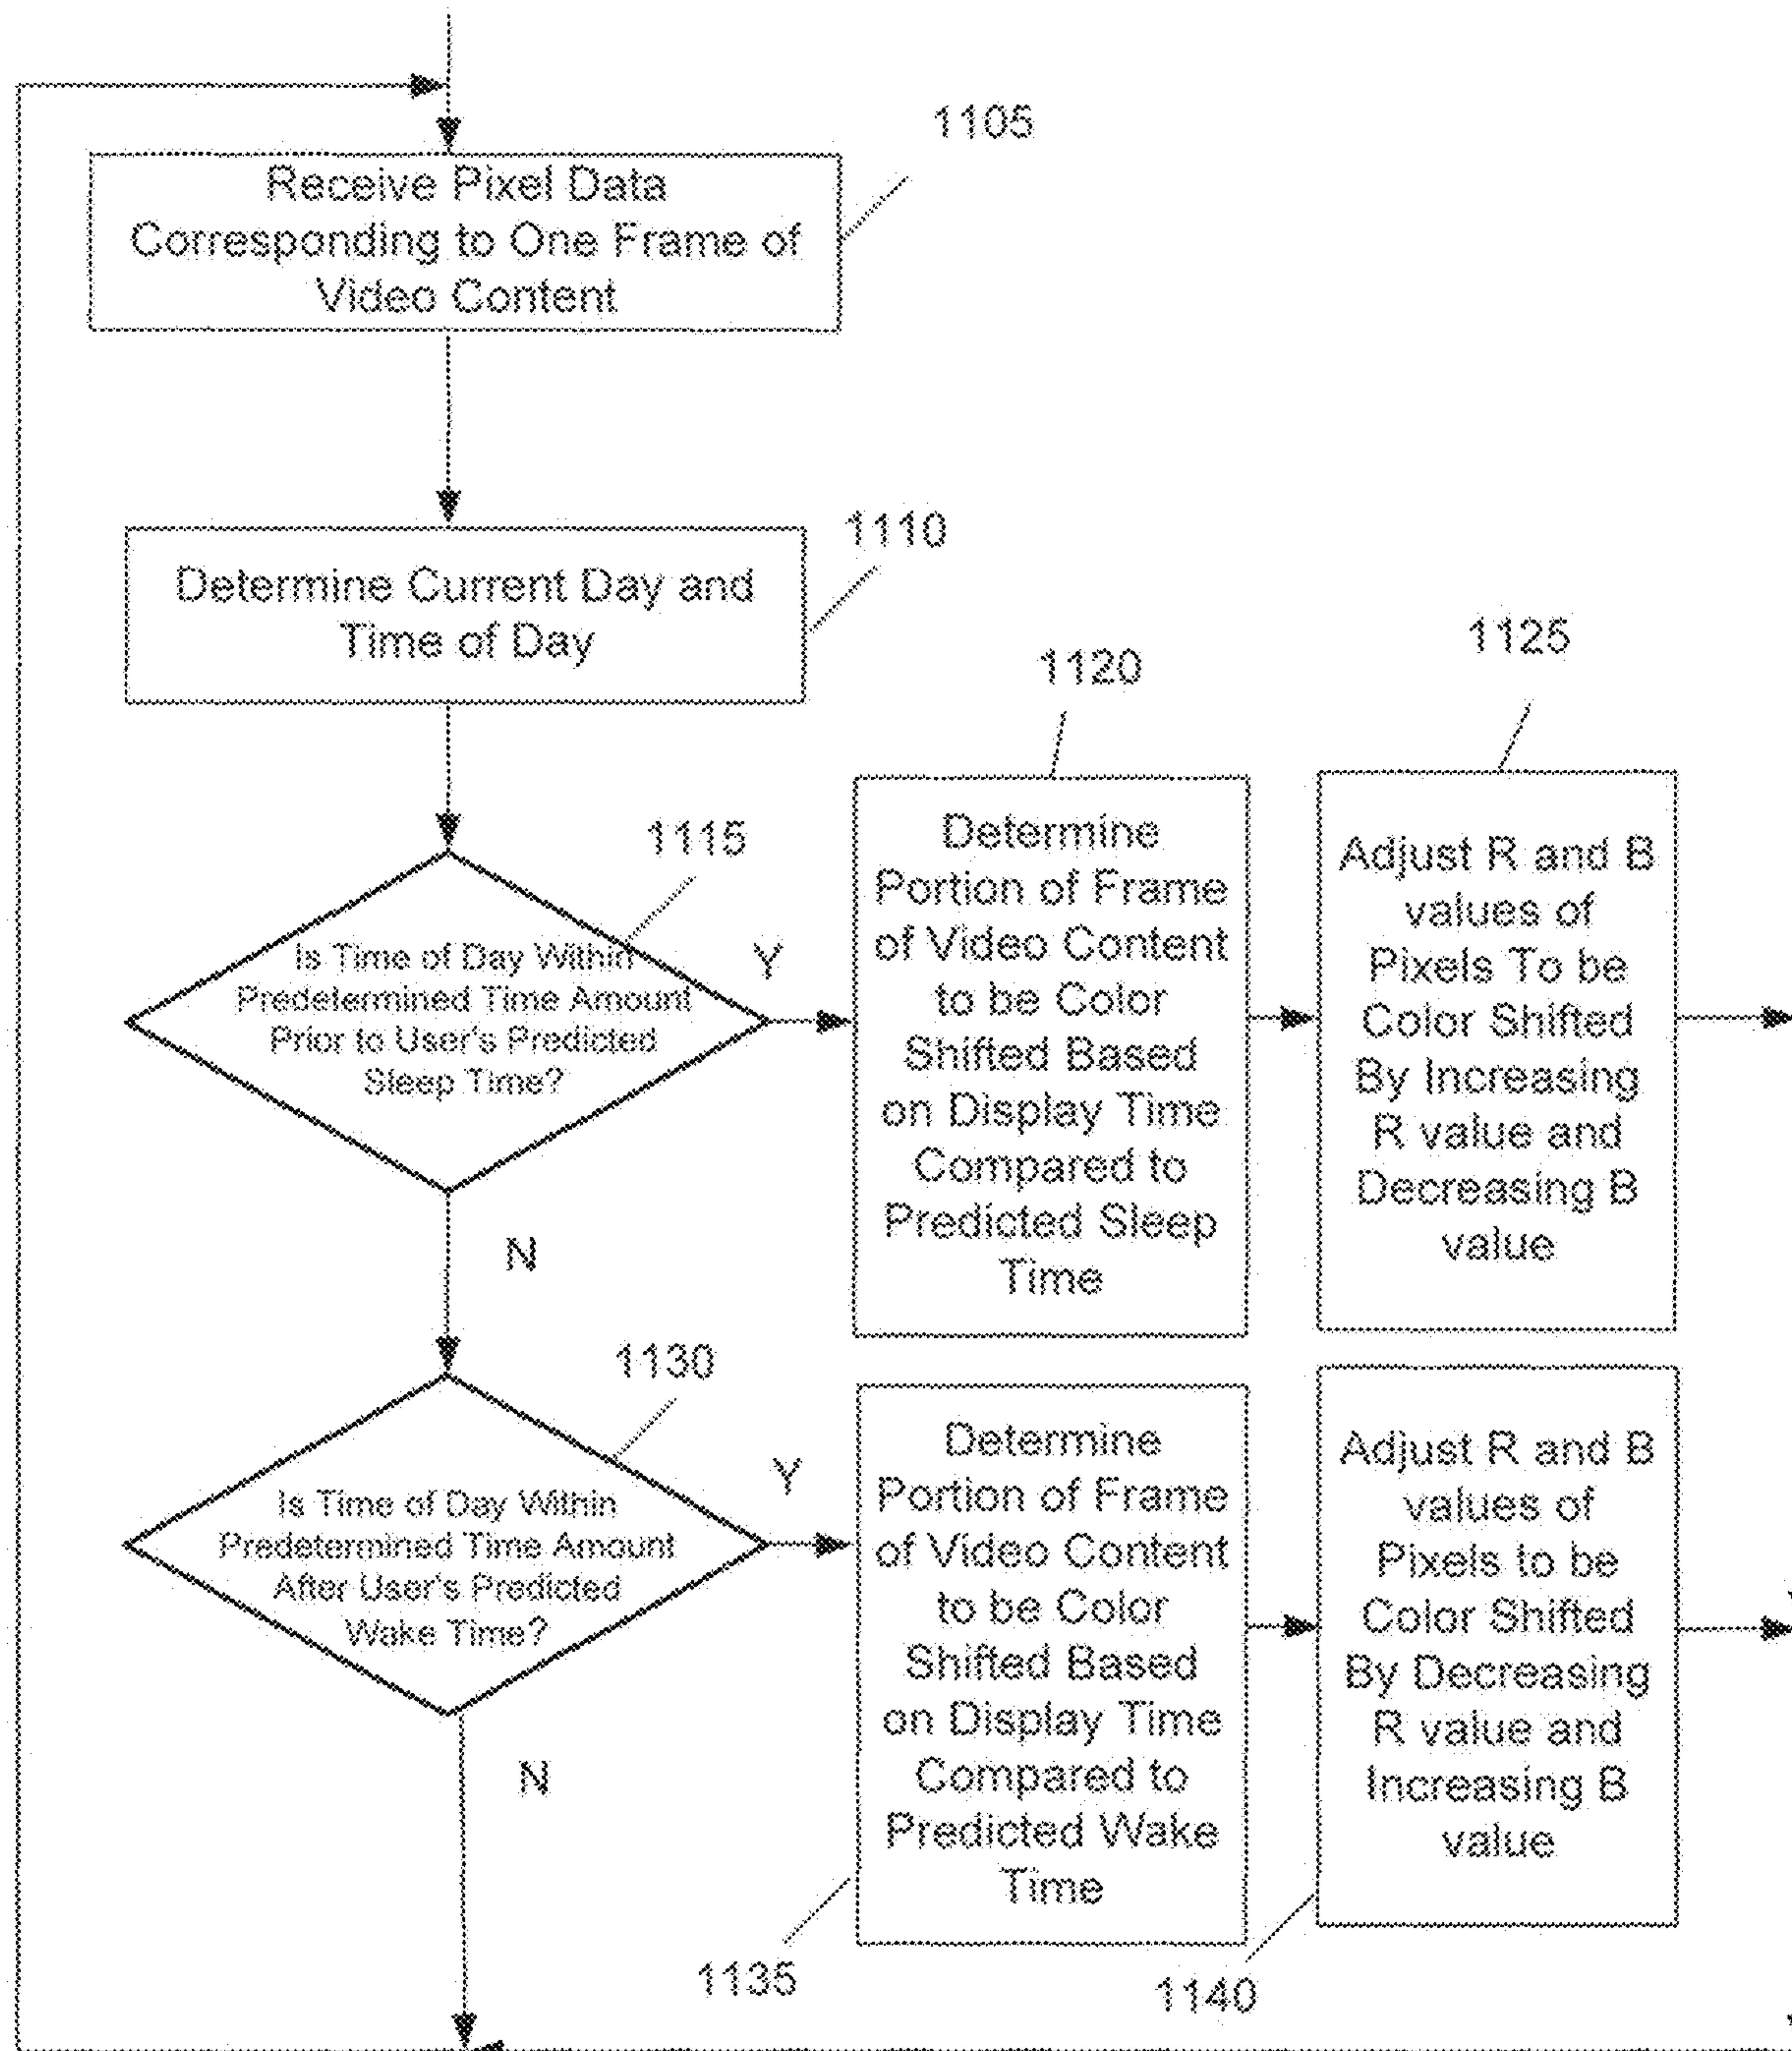 1105
Receive Pixel Data
Corresponding to One Frame of
Video Content
1110
Determine Current Day and
Time of Day
1115
Is Time of Day Within
Predetermined Time Amount
Prior to User's Predicted
Sleep Time?
Y
N
1120
Determine
Portion of Frame
of Video Content
to be Color
Shifted Based
on Display Time
Compared to
Predicted Sleep
Time
1125
Adjust R and B
values of
Pixels To be
Color Shifted
By Increasing
R value and
Decreasing B
value
1130
Is Time of Day Within
Predetermined Time Amount
After User's Predicted
Wake Time?
Y
N
Determine
Portion of Frame
of Video Content
to be Color
Shifted Based
on Display Time
Compared to
Predicted Wake
Time
1135
Adjust R and B
values of
Pixels to be
Color Shifted
By Decreasing
R value and
Increasing B
value
1140